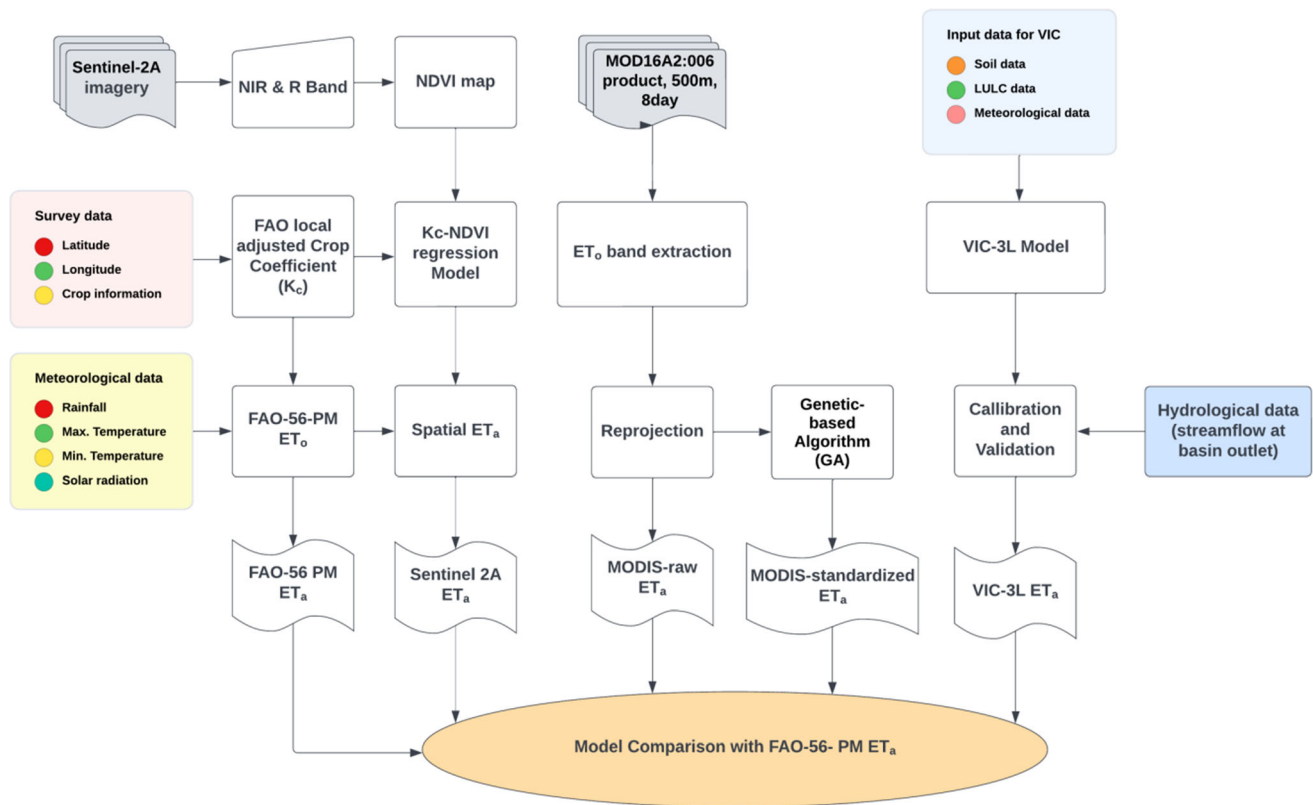 Sentinel-2A
imagery
NIR & R Band
NDVI map
MOD16A2:006
product, 500m,
8day
Input data for VIC
Soil data
LULC data
Meteorological data
Survey data
Latitude
Longitude
Crop information
FAO local
adjusted Crop
Coefficient
(Kc)
Kc-NDVI
regression
Model
ETo band extraction
VIC-3L Model
Meteorological data
Rainfall
Max. Temperature
Min. Temperature
Solar radiation
FAO-56-PM
ETo
Spatial ETa
Reprojection
Genetic-
based
Algorithm
(GA)
Callibration
and
Validation
Hydrological data
(streamflow at
basin outlet)
FAO-56 PM
ETa
Sentinel 2A
ETa
MODIS-raw
ETa
MODIS-standardized
ETa
VIC-3L ETa
Model Comparison with FAO-56- PM ETa